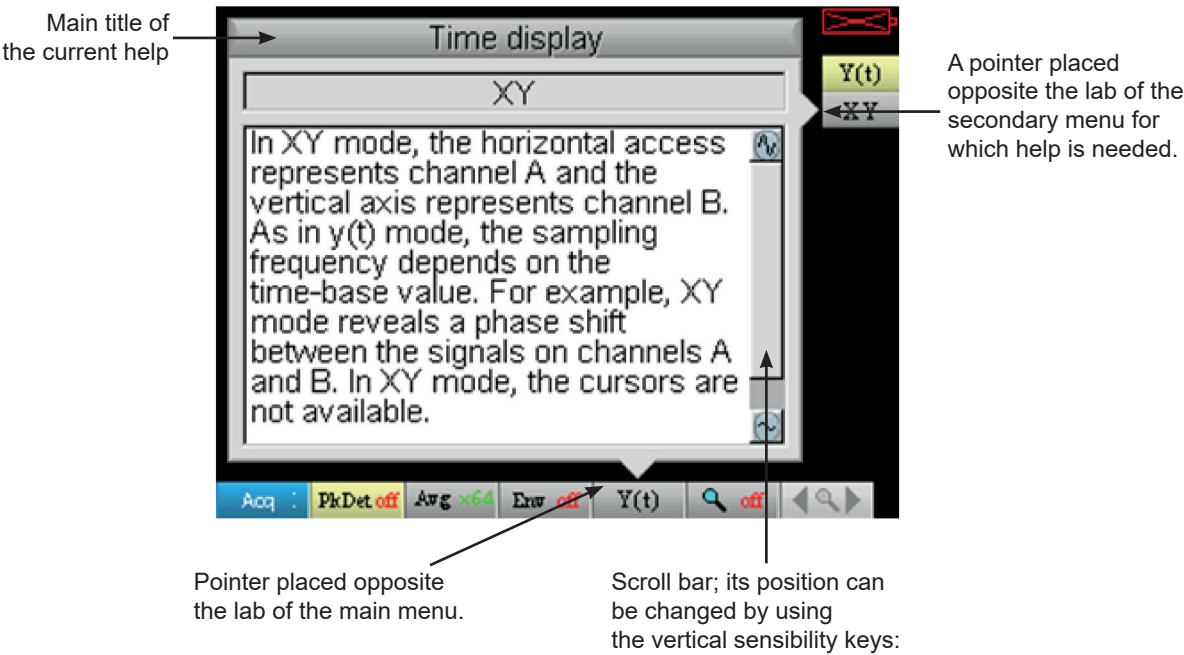 Main title of
the current help
Time display
XY
In XY mode, the horizontal access
represents channel A and the
vertical axis represents channel B.
As in y(t) mode, the sampling
frequency depends on the
time-base value. For example, XY
mode reveals a phase shift
between the signals on channels A
and B. In XY mode, the cursors are
not available.
Y(t)
XY
A pointer placed
opposite the lab of the
secondary menu for
which help is needed.
Acq : PkDet off Avg x64 Env off Y(t) off
Pointer placed opposite
the lab of the main menu.
Scroll bar; its position can
be changed by using
the vertical sensibility keys: